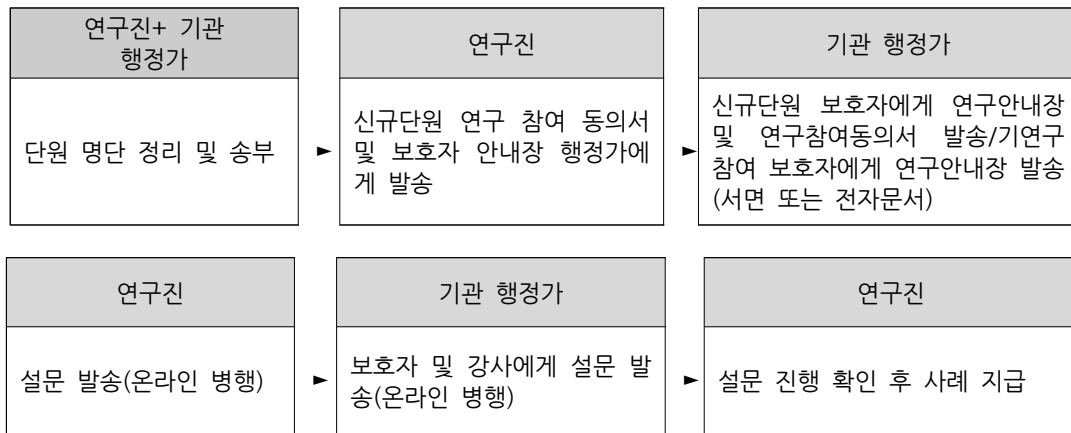 연구진+ 기관
행정가
단원 명단 정리 및 송부
►
연구진
신규단원 연구 참여 동의서
및 보호자 안내장 행정가에
게 발송
►
기관 행정가
신규단원 보호자에게 연구안내장
및 연구참여동의서 발송/기연구
참여 보호자에게 연구안내장 발송
(서면 또는 전자문서)
연구진
설문 발송(온라인 병행)
►
기관 행정가
보호자 및 강사에게 설문 발
송(온라인 병행)
►
연구진
설문 진행 확인 후 사례 지급